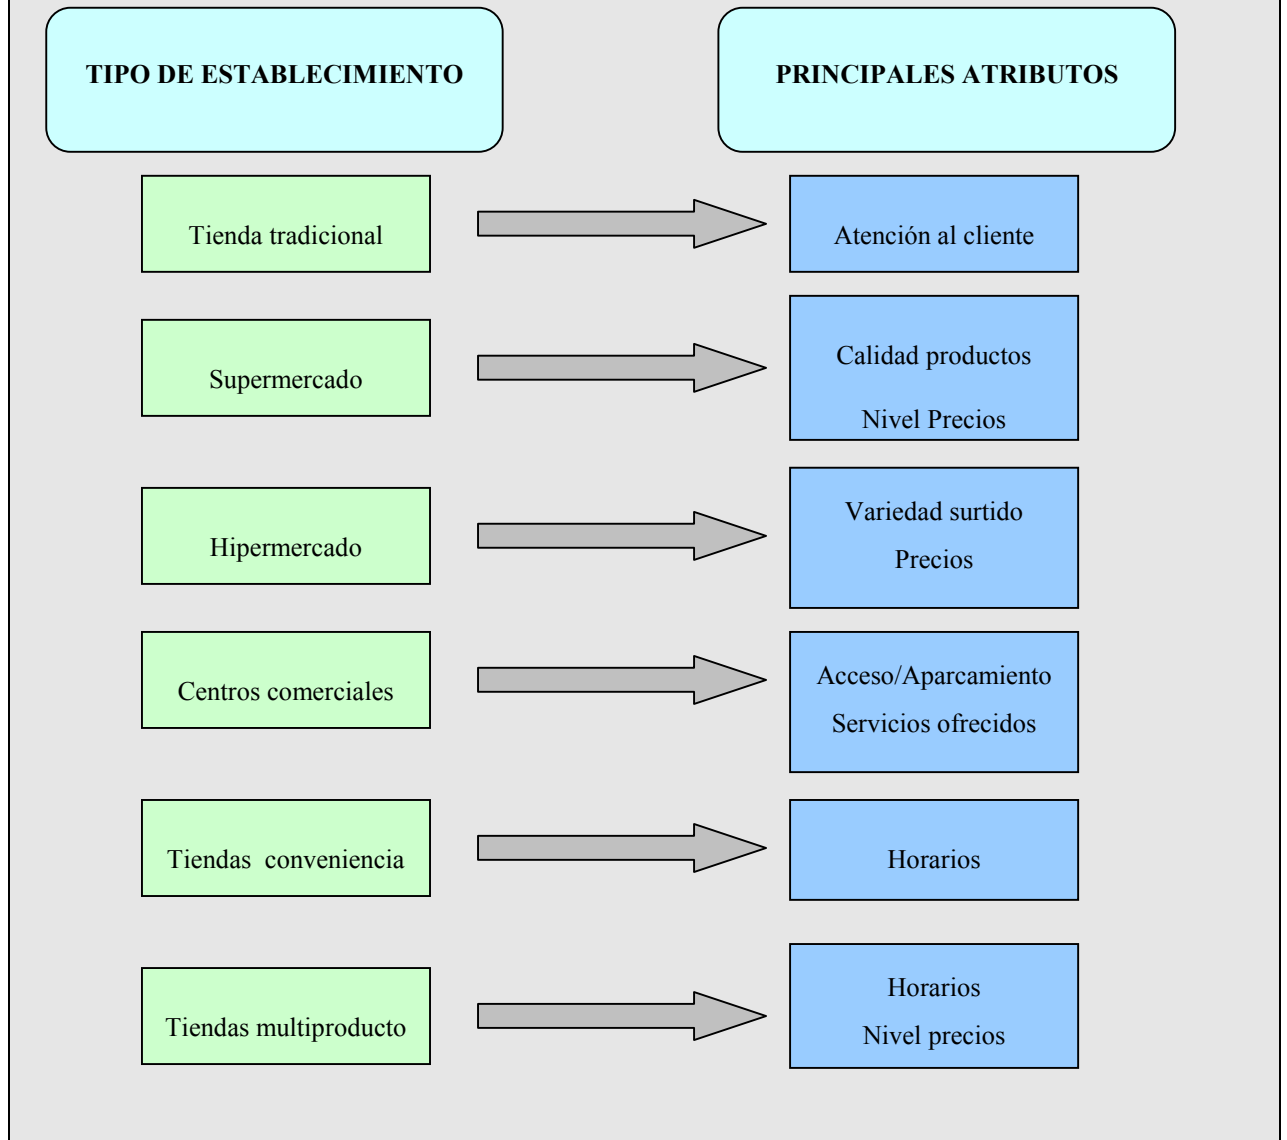 TIPO DE ESTABLECIMIENTO
PRINCIPALES ATRIBUTOS
Tienda tradicional
Atención al cliente
Supermercado
Calidad productos
Nivel Precios
Hipermercado
Variedad surtido
Precios
Centros comerciales
Acceso/Aparcamiento
Servicios ofrecidos
Tiendas  conveniencia
Horarios
Tiendas multiproducto
Horarios
Nivel precios